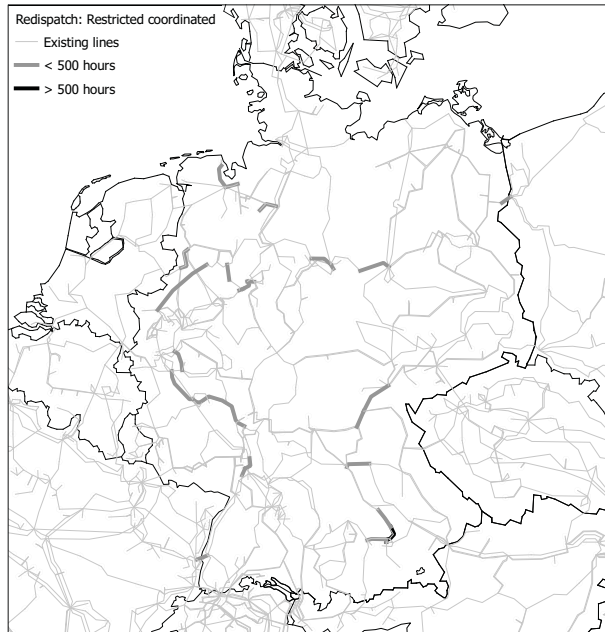 Redispatch: Restricted coordinated
Existing lines
< 500 hours
> 500 hours